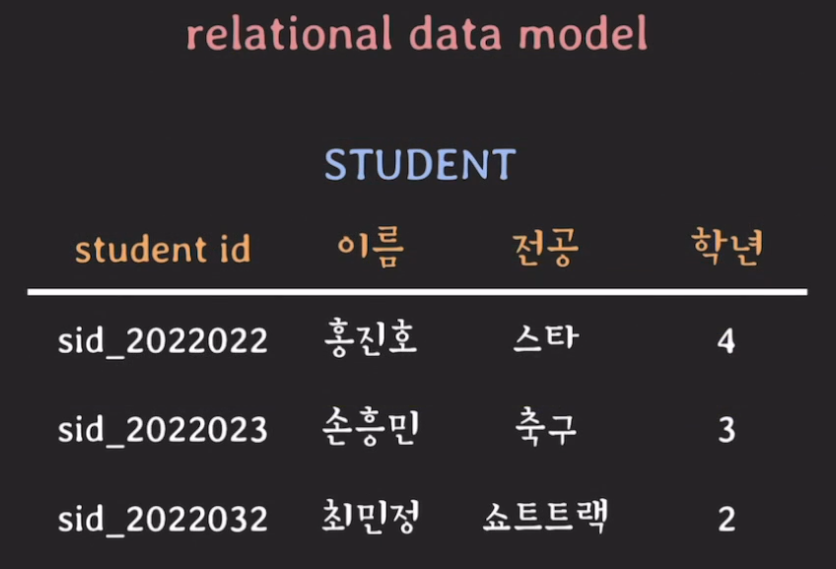 relational data model
STUDENT
student id 이름 전공 학년
sid_2022022 홍진호 스타 4
sid_2022023 손흥민 축구 3
sid_2022032 최민정 쇼트트랙 2